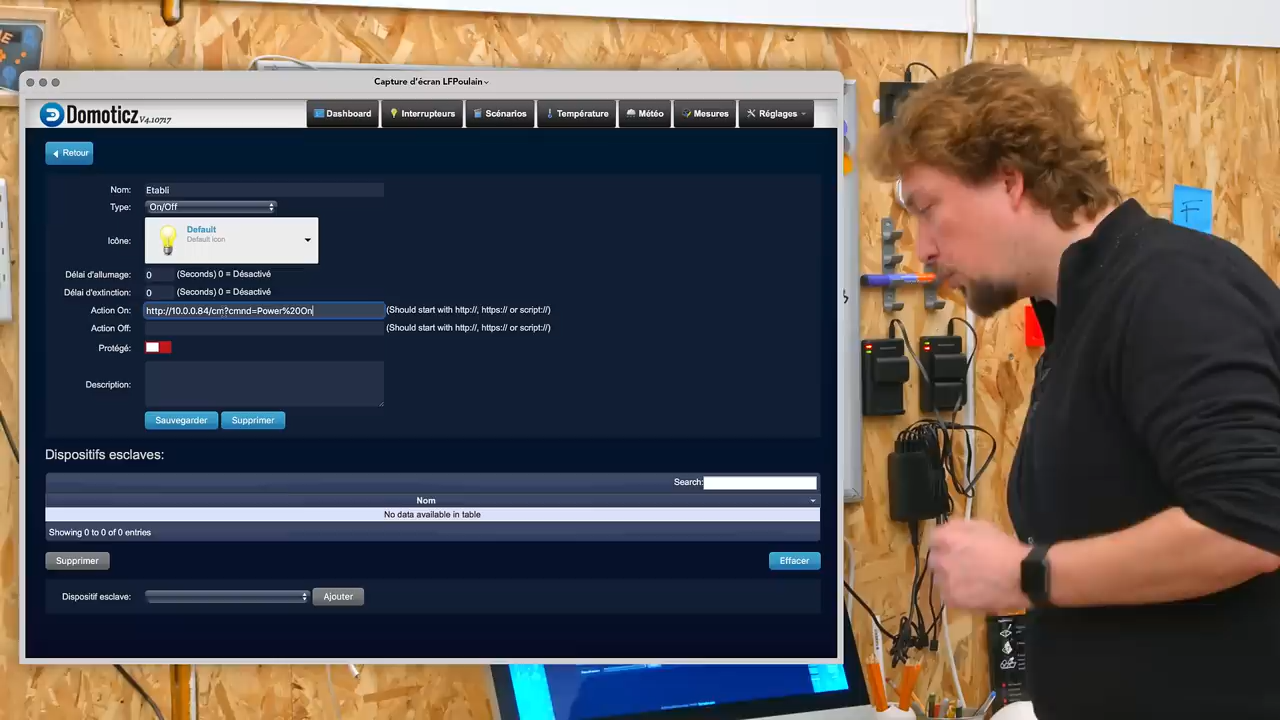 Capture d'écran LFPoulain
Domoticz V4.10717
Dashboard Interrupteurs Scénarios Température Météo Mesures Réglages
Retour
Nom: Etabli
Type: On/Off
Icône: Default
Default Icon
Délai d'allumage: 0 (Seconds) 0 = Désactivé
Délai d'extinction: 0 (Seconds) 0 = Désactivé
Action On: http://10.0.0.84/cm?cmnd=Power%20On (Should start with http://, https:// or script://)
Action Off: (Should start with http://, https:// or script://)
Protégé:
Description:
Sauvegarder Supprimer
Dispositifs esclaves:
Search:
Nom
No data available in table
Showing 0 to 0 of 0 entries
Supprimer Effacer
Dispositif esclave: Ajouter
F